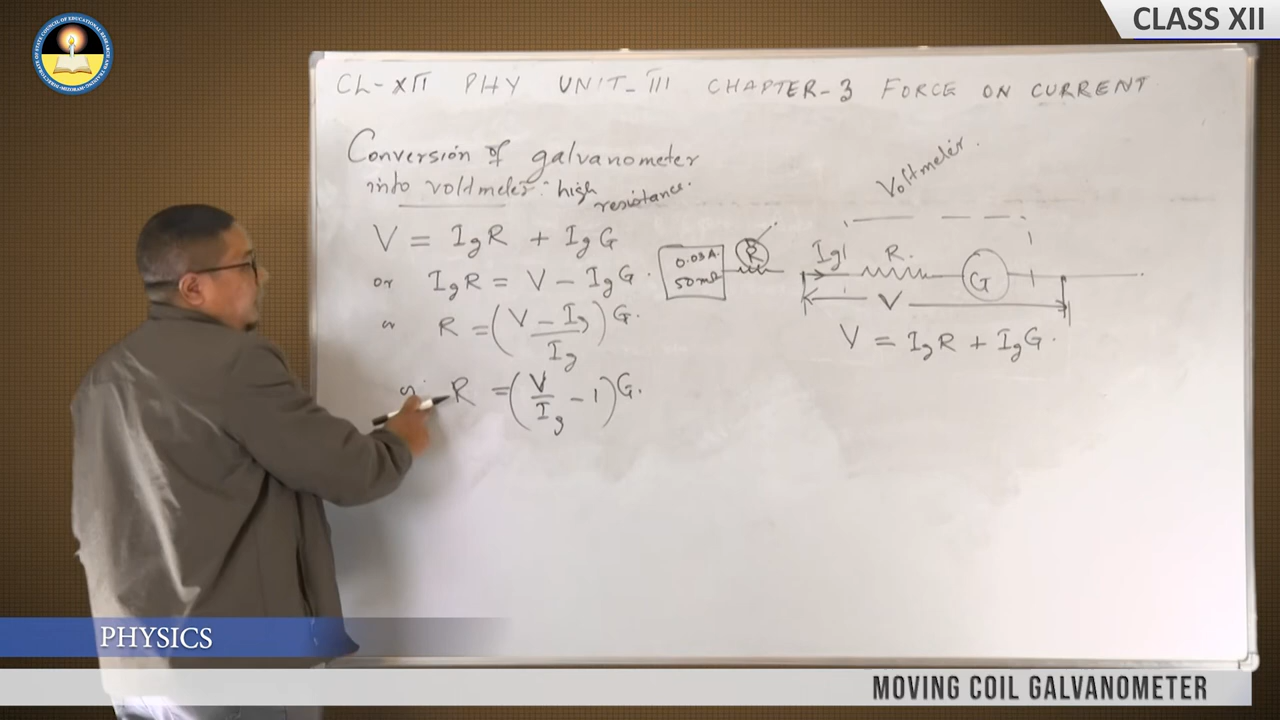 CLASS XII
CL-XII PHY UNIT-III CHAPTER-3 FORCE ON CURRENT
Conversion of galvanometer
into voltmeter: high
resistance.
V = IgR + IgG
or IgR = V - IgG.
or R = (V - Ig / Ig) G.
or R = (V / Ig - 1) G.
0.03A.
50mΩ
R
Voltmeter.
Ig R. G
V
V = IgR + IgG.
PHYSICS
MOVING COIL GALVANOMETER